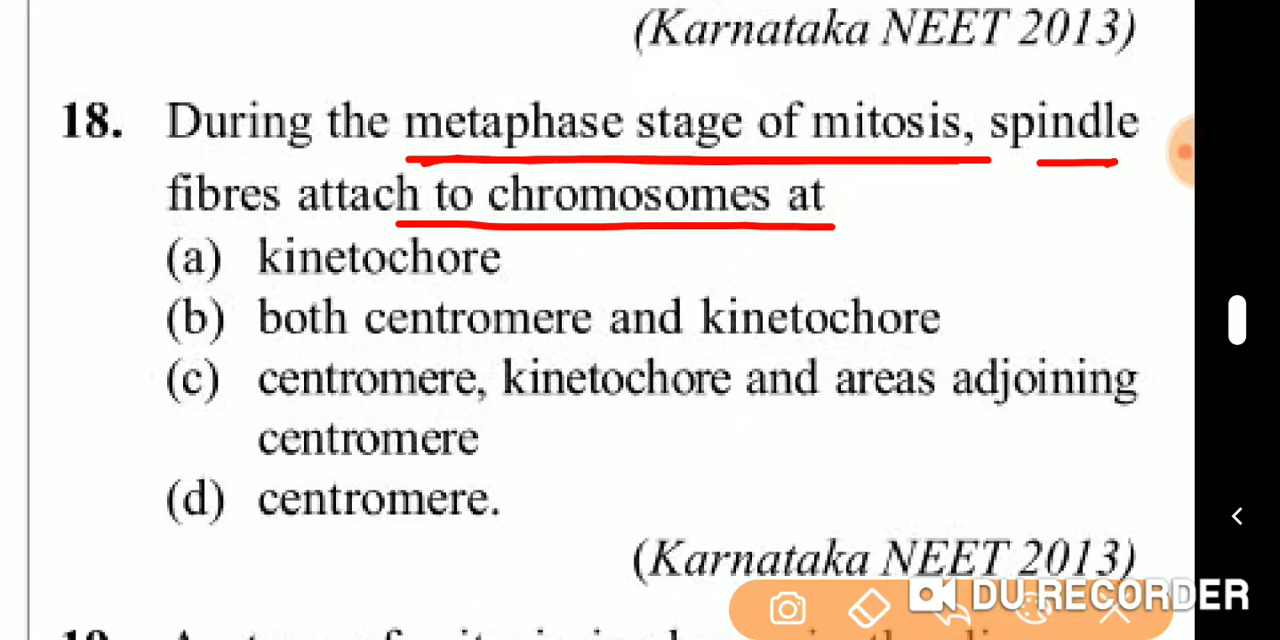 (Karnataka NEET 2013)
18. During the metaphase stage of mitosis, spindle
fibres attach to chromosomes at
(a) kinetochore
(b) both centromere and kinetochore
(c) centromere, kinetochore and areas adjoining
centromere
(d) centromere.
(Karnataka NEET 2013)
DU RECORDER